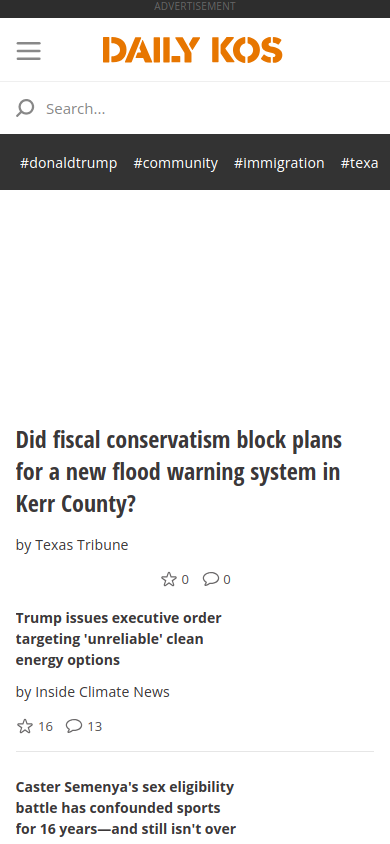 ADVERTISEMENT
DAILY KOS
Search...
#donaldtrump #community #immigration #texa
Did fiscal conservatism block plans
for a new flood warning system in
Kerr County?
by Texas Tribune
0 0
Trump issues executive order
targeting 'unreliable' clean
energy options
by Inside Climate News
16 13
Caster Semenya's sex eligibility
battle has confounded sports
for 16 years—and still isn't over